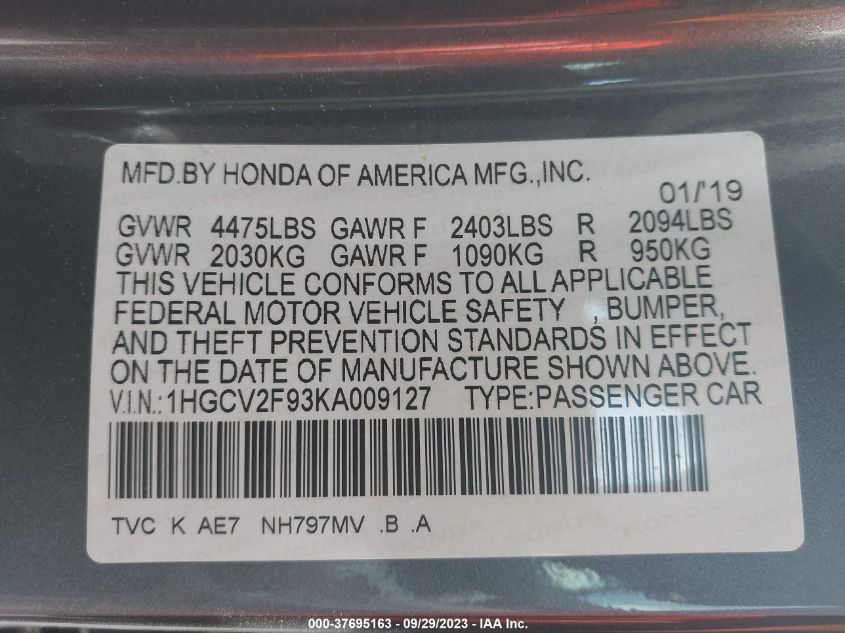 MFD.BY HONDA OF AMERICA MFG.,INC.
01/'19
GVWR 4475LBS GAWR F 2403LBS R 2094LBS
GVWR 2030KG GAWR F 1090KG R 950KG
THIS VEHICLE CONFORMS TO ALL APPLICABLE
FEDERAL MOTOR VEHICLE SAFETY , BUMPER,
AND THEFT PREVENTION STANDARDS IN EFFECT
ON THE DATE OF MANUFACTURE SHOWN ABOVE.
V.I.N.: 1HGCV2F93KA009127 TYPE:PASSENGER CAR
TVC K AE7 NH797MV .B .A
000-37695163 - 09/29/2023 - IAA Inc.